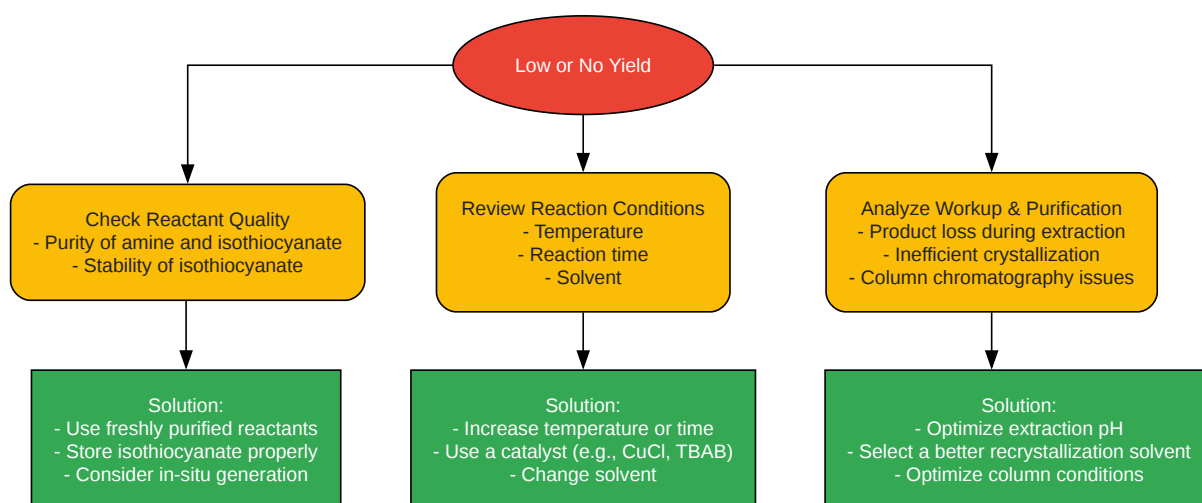 Low or No Yield
Check Reactant Quality
- Purity of amine and isothiocyanate
- Stability of isothiocyanate
Review Reaction Conditions
- Temperature
- Reaction time
- Solvent
Analyze Workup & Purification
- Product loss during extraction
- Inefficient crystallization
- Column chromatography issues
Solution:
- Use freshly purified reactants
- Store isothiocyanate properly
- Consider in-situ generation
Solution:
- Increase temperature or time
- Use a catalyst (e.g., CuCl, TBAB)
- Change solvent
Solution:
- Optimize extraction pH
- Select a better recrystallization solvent
- Optimize column conditions